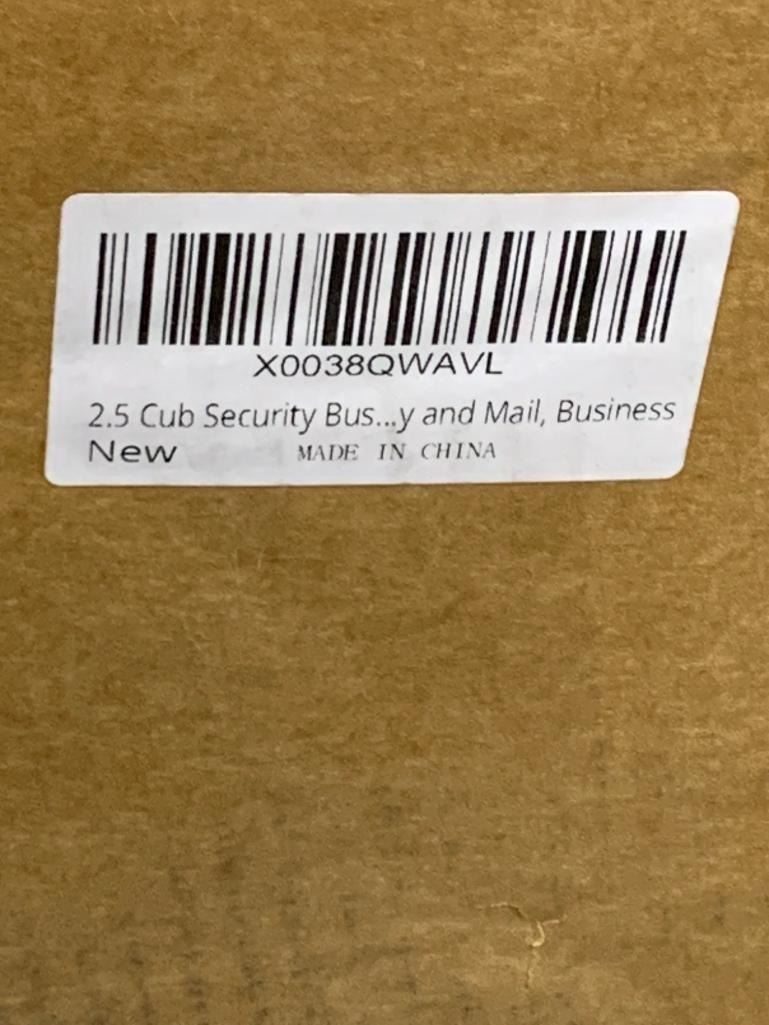 X0038QWAVL
2.5 Cub Security Bus...y and Mail, Business
New MADE IN CHINA